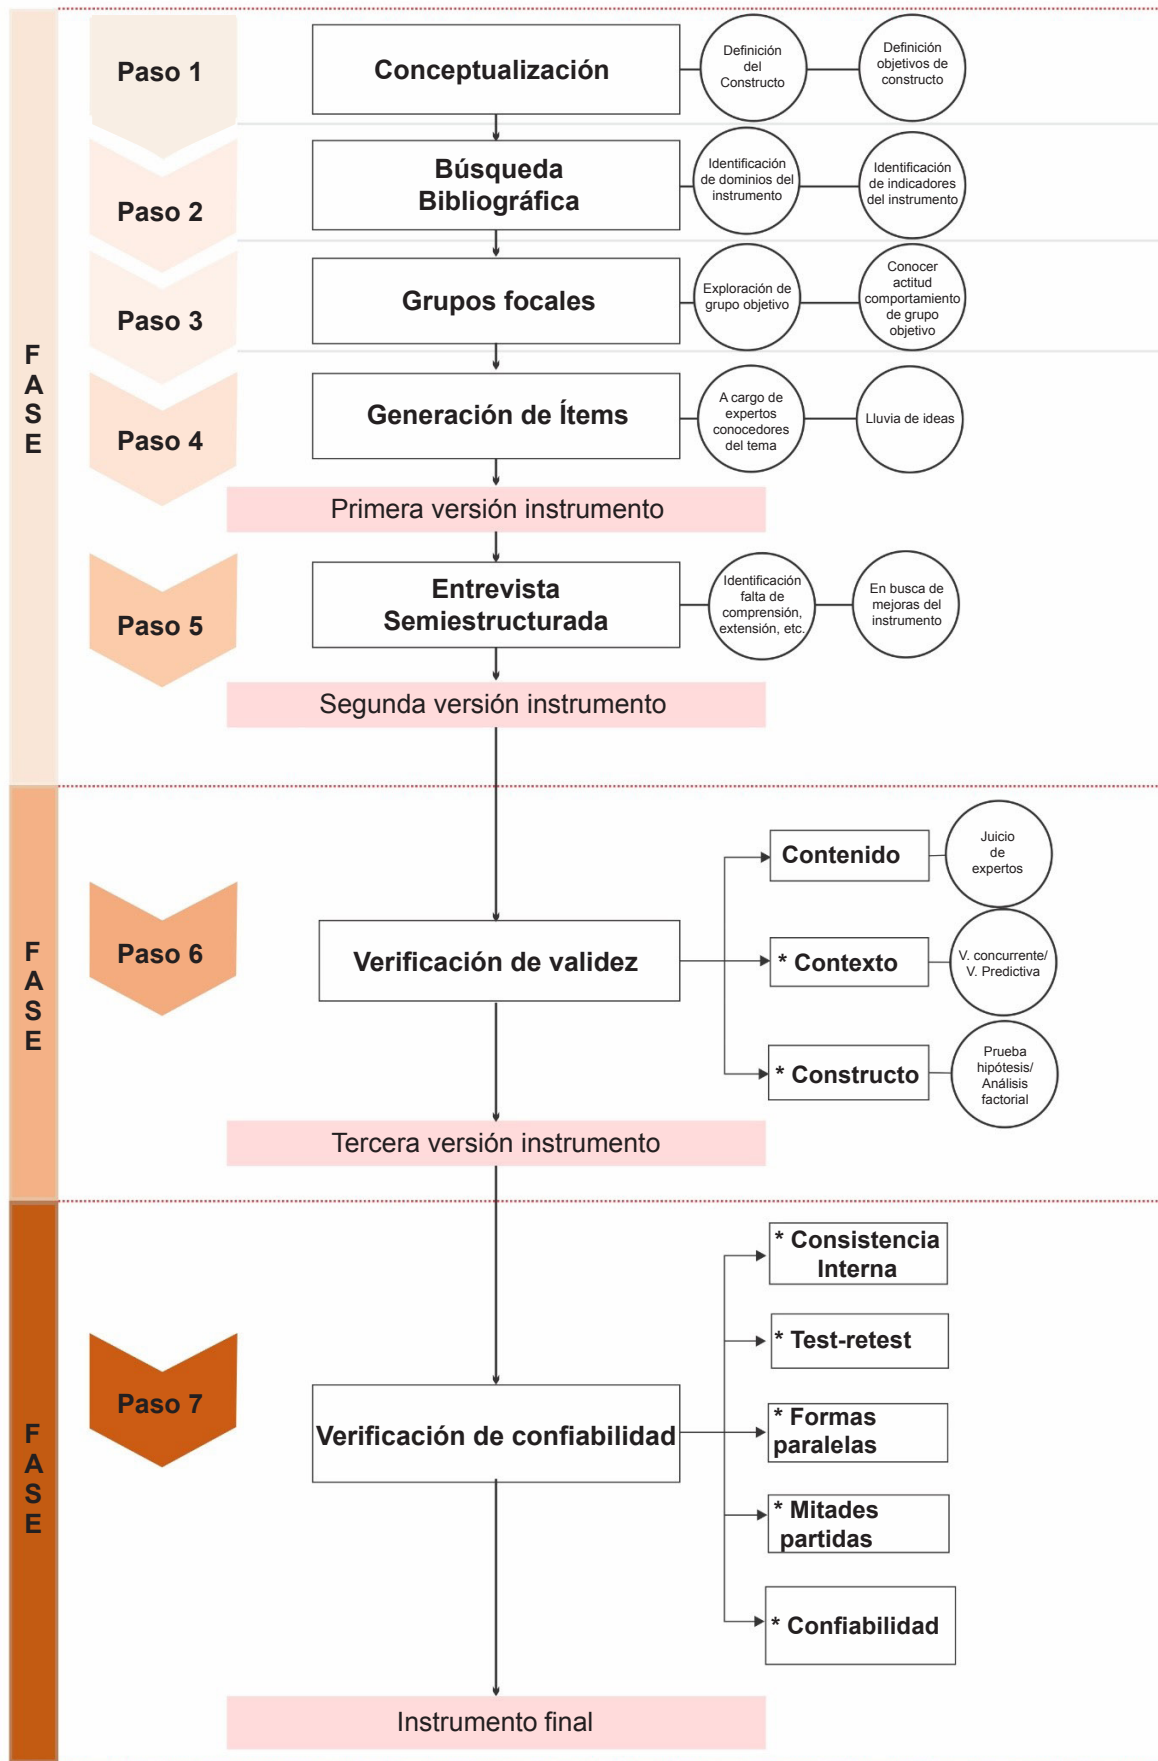 F
A
S
E
Paso 1
Conceptualización
Definición
del
Constructo
Definición
objetivos de
constructo
Paso 2
Búsqueda
Bibliográfica
Identificación
de dominios del
instrumento
Identificación
de indicadores
del instrumento
Paso 3
Grupos focales
Exploración de
grupo objetivo
Conocer
actitud
comportamiento
de grupo
objetivo
Paso 4
Generación de Ítems
A cargo de
expertos
conocedores
del tema
Lluvia de ideas
Primera versión instrumento
Paso 5
Entrevista
Semiestructurada
Identificación
falta de
comprensión,
extensión, etc.
En busca de
mejoras del
instrumento
Segunda versión instrumento
F
A
S
E
Paso 6
Verificación de validez
Contenido
Juicio
de
expertos
* Contexto
V. concurrente/
V. Predictiva
* Constructo
Prueba
hipótesis/
Análisis
factorial
Tercera versión instrumento
F
A
S
E
Paso 7
Verificación de confiabilidad
* Consistencia
Interna
* Test-retest
* Formas
paralelas
* Mitades
partidas
* Confiabilidad
Instrumento final